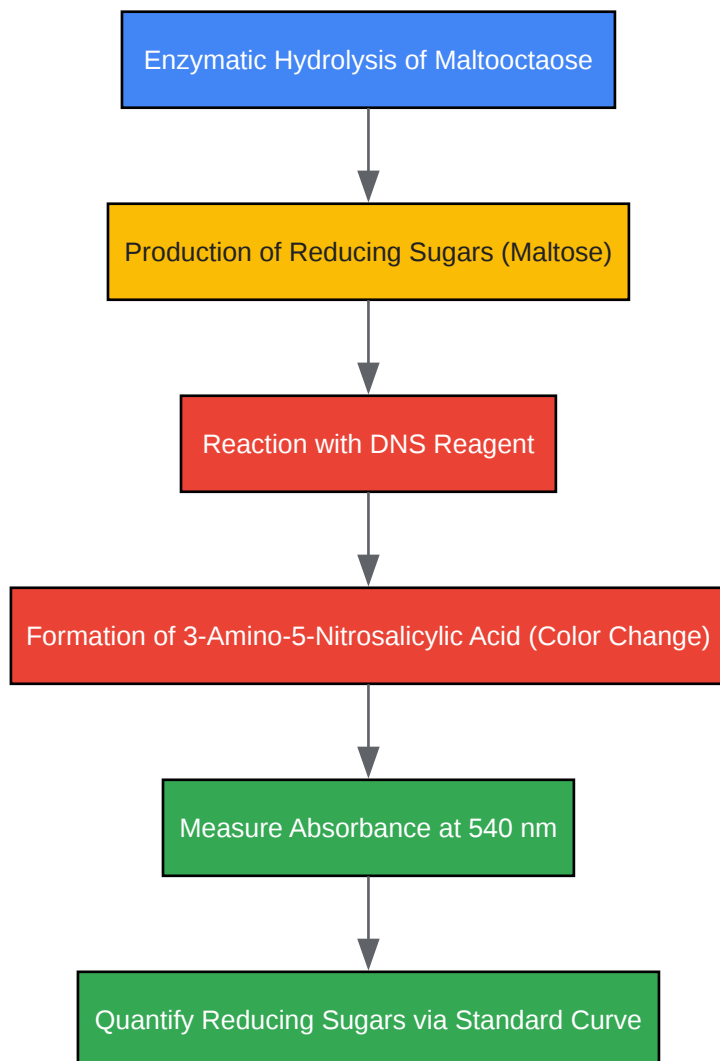 Enzymatic Hydrolysis of Maltooctaose
Production of Reducing Sugars (Maltose)
Reaction with DNS Reagent
Formation of 3-Amino-5-Nitrosalicylic Acid (Color Change)
Measure Absorbance at 540 nm
Quantify Reducing Sugars via Standard Curve